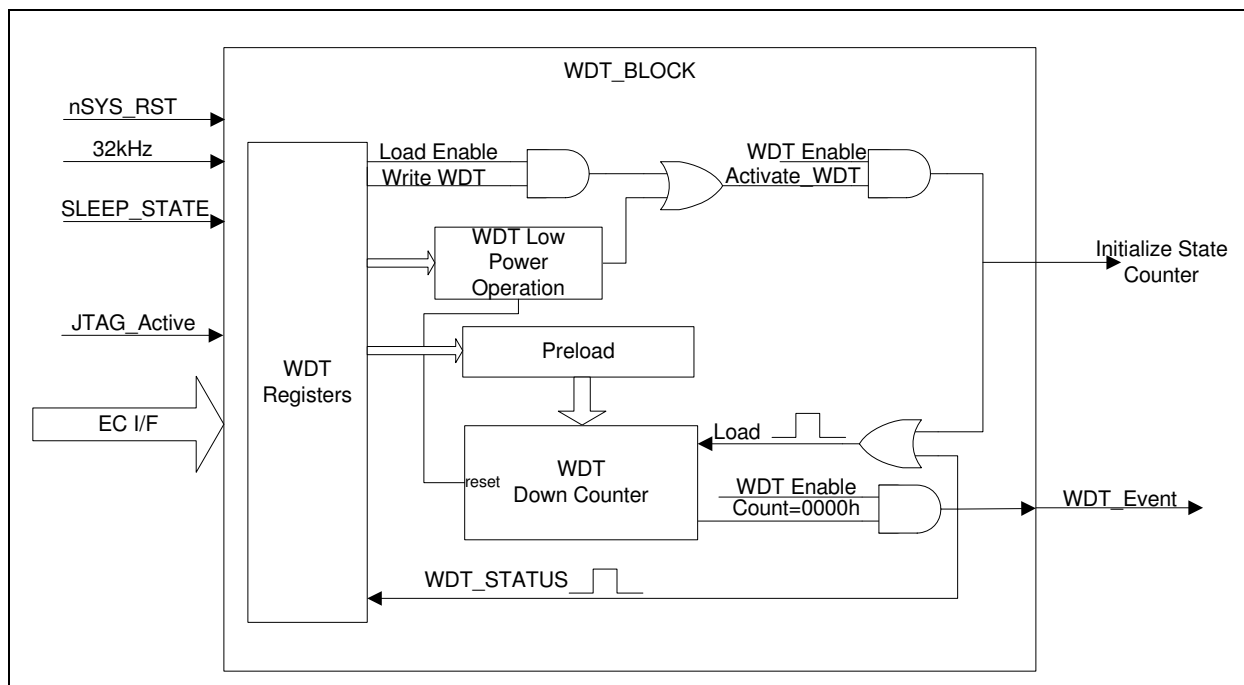 WDT_BLOCK
nSYS_RST
32kHz
SLEEP_STATE
JTAG_Active
EC I/F
WDT
Registers
Load Enable
Write WDT
WDT Enable
Activate_WDT
WDT Low
Power
Operation
Initialize State
Counter
Preload
Load
WDT
Down Counter
reset
WDT Enable
Count=0000h
WDT_Event
WDT_STATUS